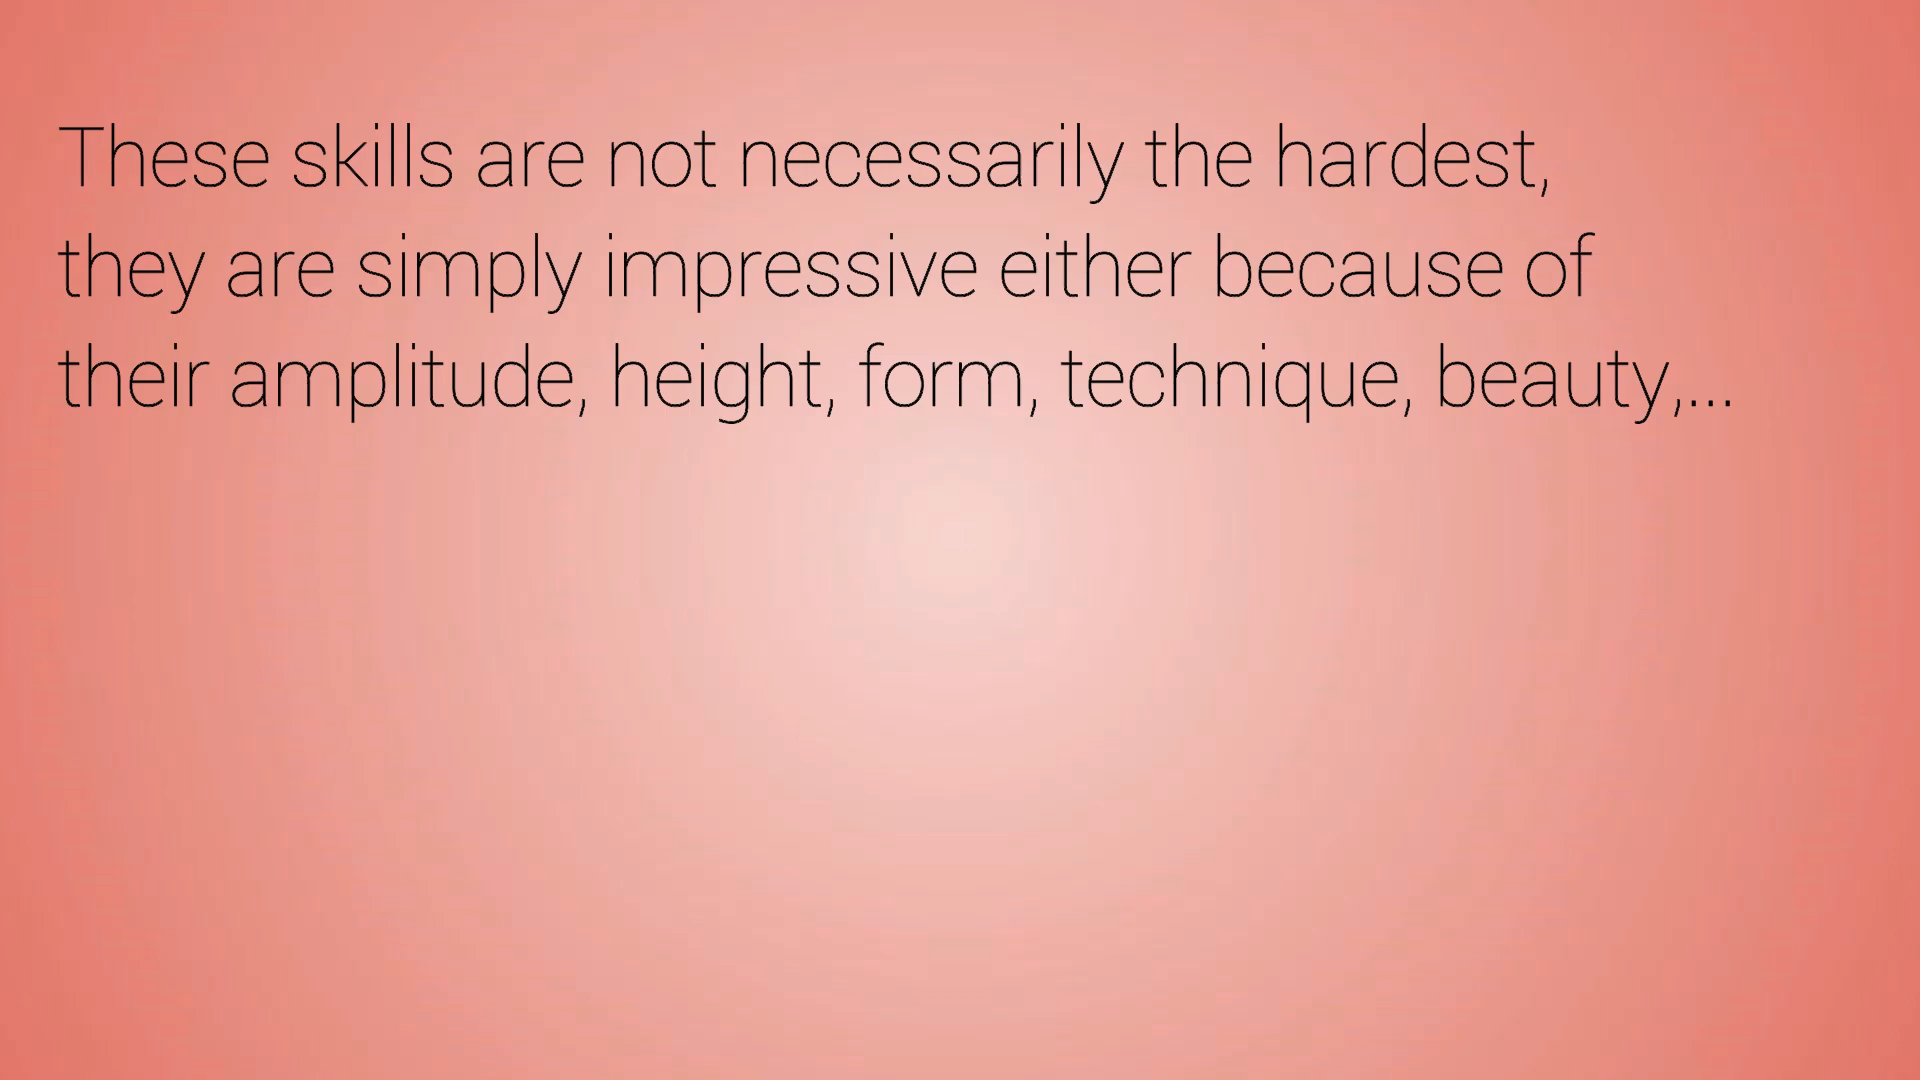 These skills are not necessarily the hardest,
they are simply impressive either because of
their amplitude, height, form, technique, beauty,...